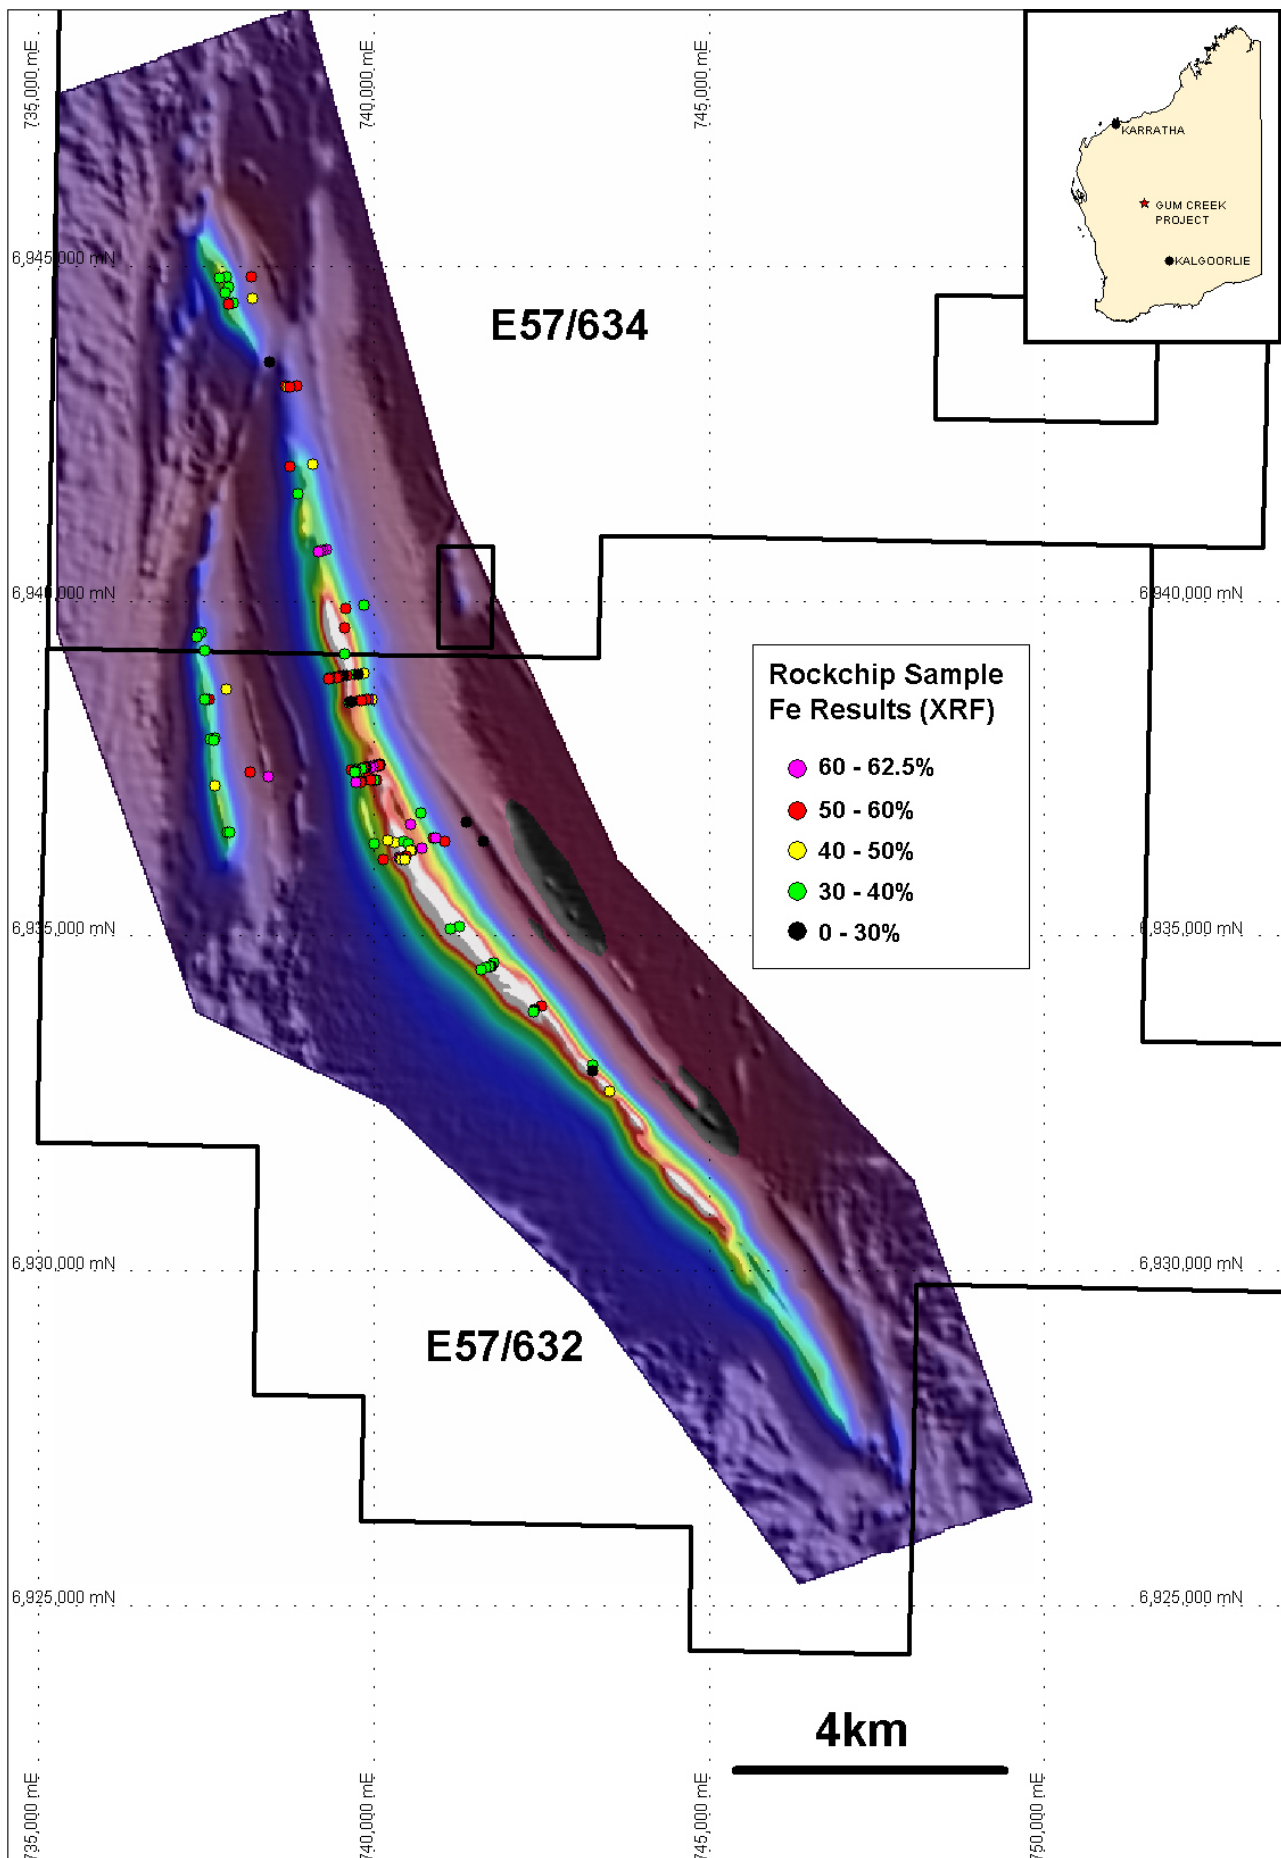 735,000 mE
740,000 mE
745,000 mE
KARRATHA
GUM CREEK
PROJECT
KALGOORLIE
6,945,000 mN
E57/634
6,940,000 mN
6,940,000 mN
Rockchip Sample
Fe Results (XRF)
60 - 62.5%
50 - 60%
40 - 50%
30 - 40%
0 - 30%
6,935,000 mN
6,935,000 mN
6,930,000 mN
E57/632
6,925,000 mN
6,925,000 mN
4km
735,000 mE
740,000 mE
745,000 mE
750,000 mE